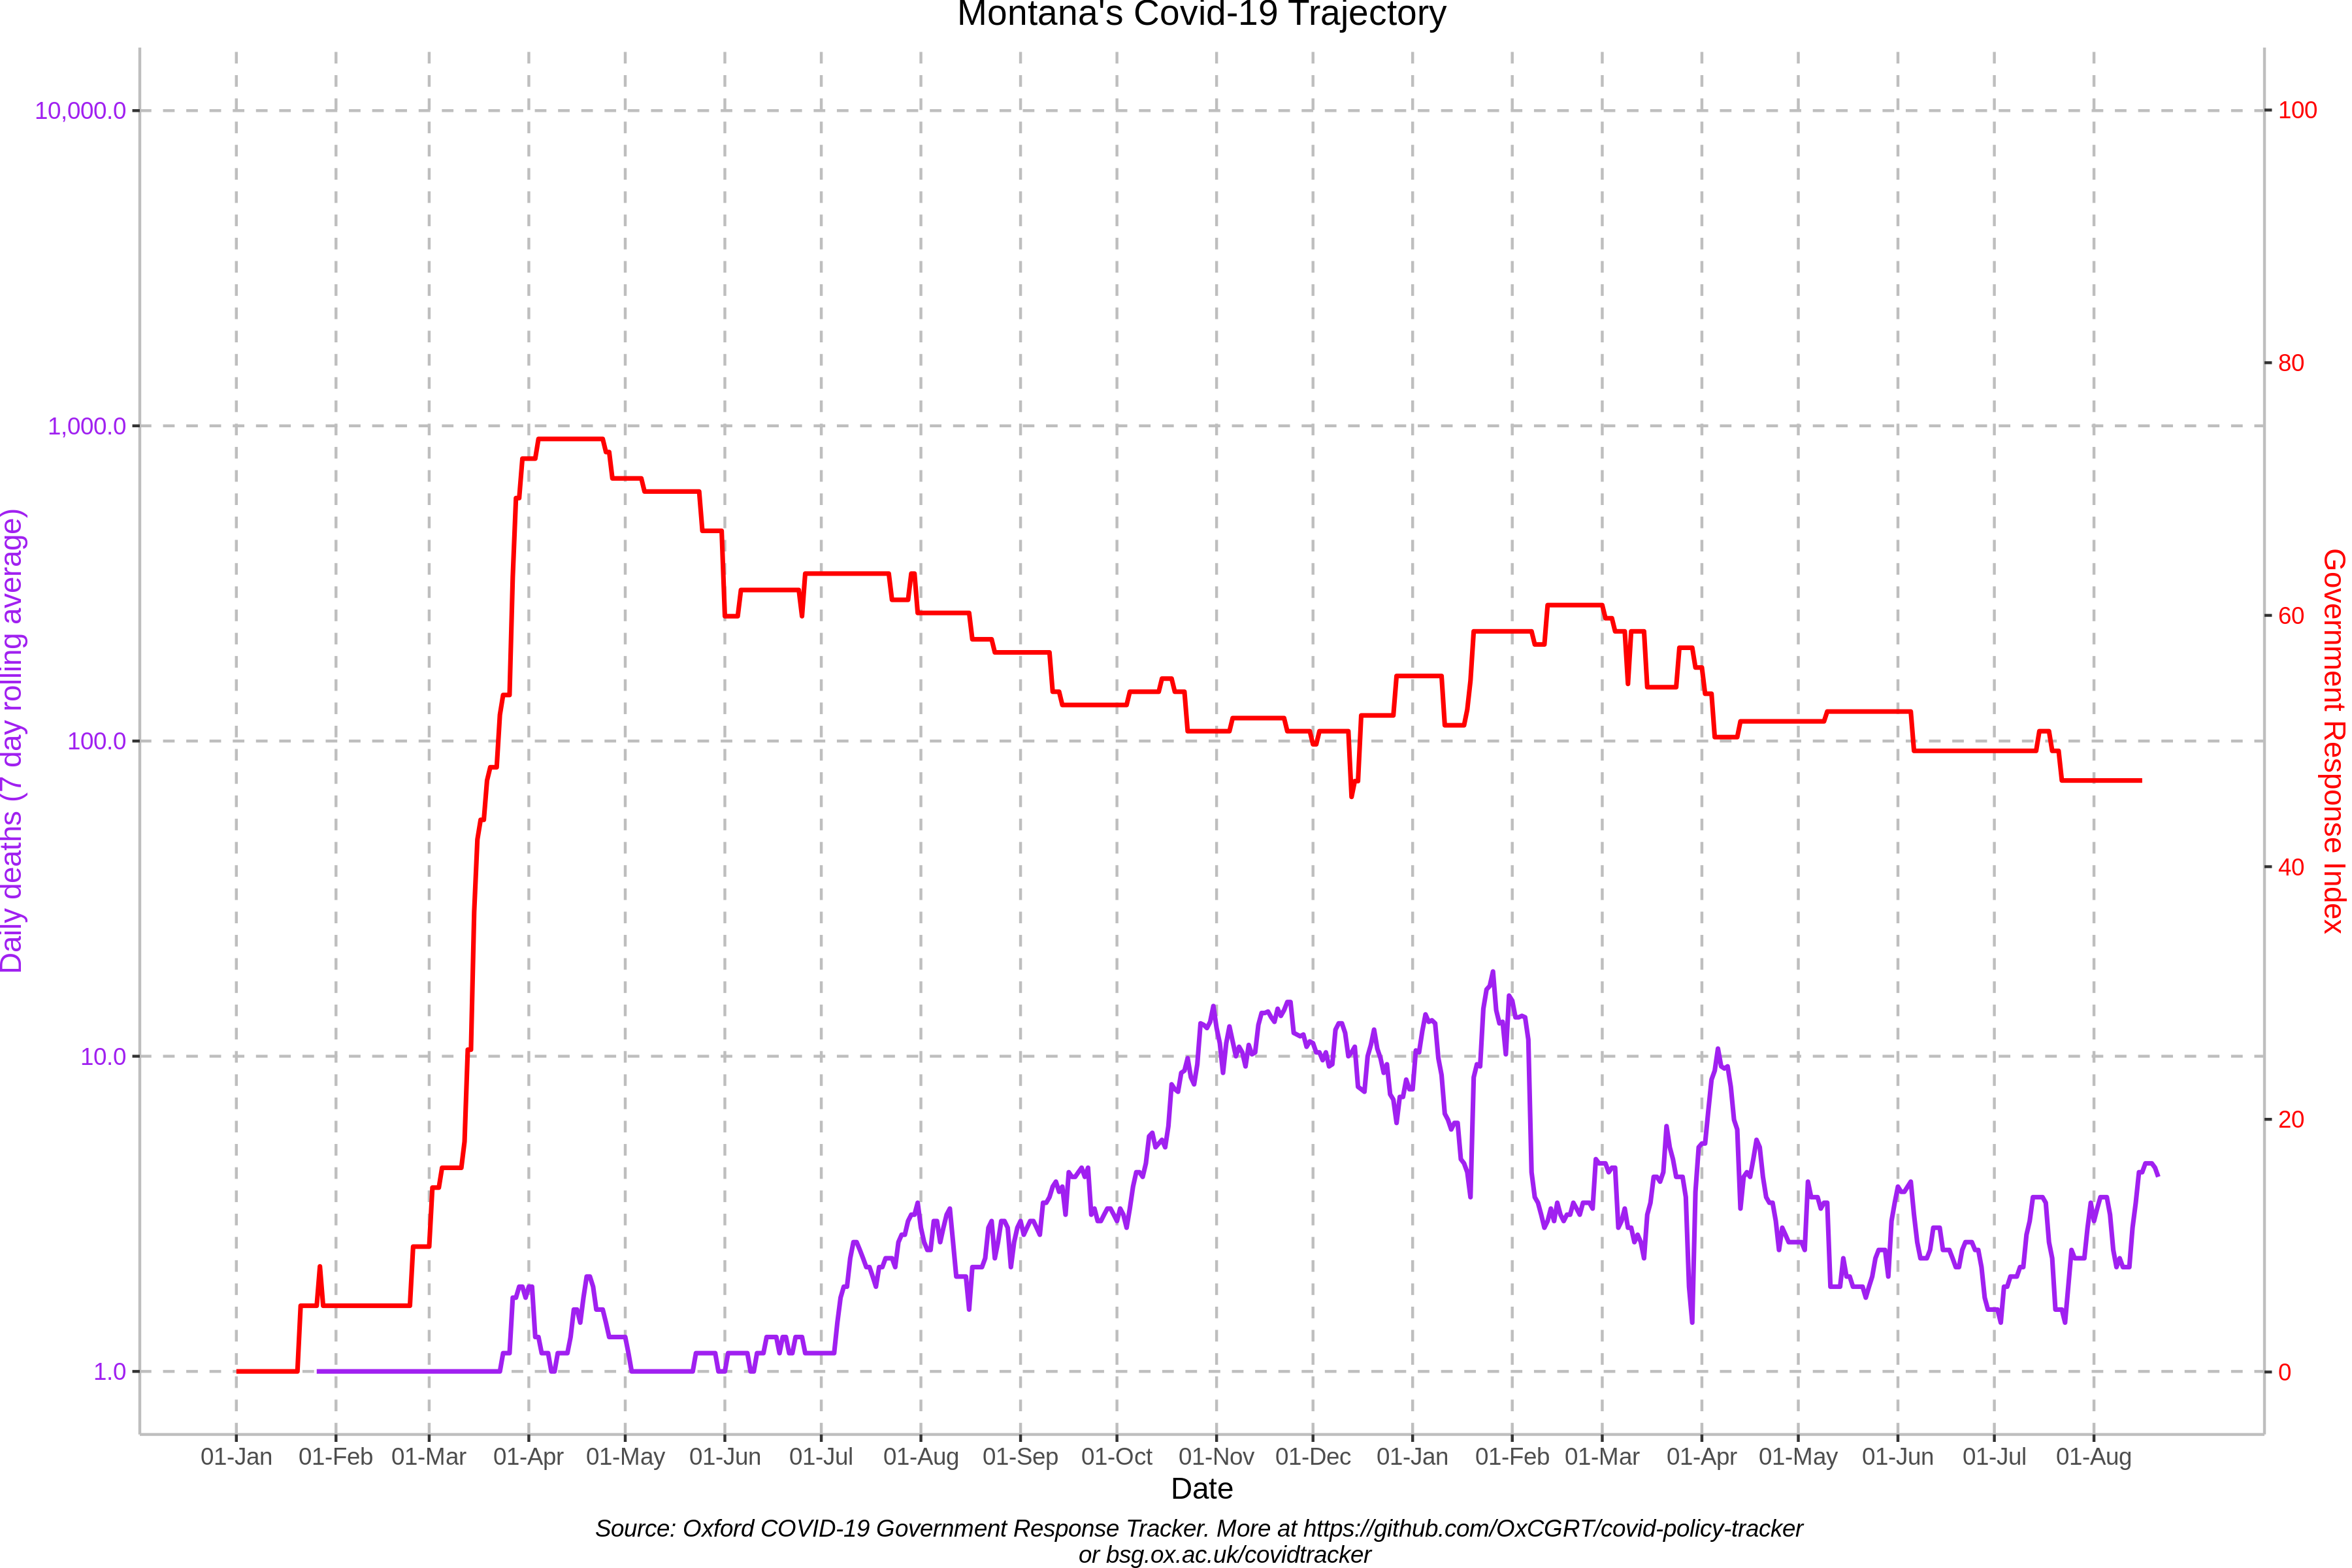 Montana's Covid-19 Trajectory
10,000.0
1,000.0
100.0
10.0
1.0
Daily deaths (7 day rolling average)
100
80
60
40
20
0
Government Response Index
01-Jan 01-Feb 01-Mar 01-Apr 01-May 01-Jun 01-Jul 01-Aug 01-Sep 01-Oct 01-Nov 01-Dec 01-Jan 01-Feb 01-Mar 01-Apr 01-May 01-Jun 01-Jul 01-Aug
Date
Source: Oxford COVID-19 Government Response Tracker. More at https://github.com/OxCGRT/covid-policy-tracker
or bsg.ox.ac.uk/covidtracker